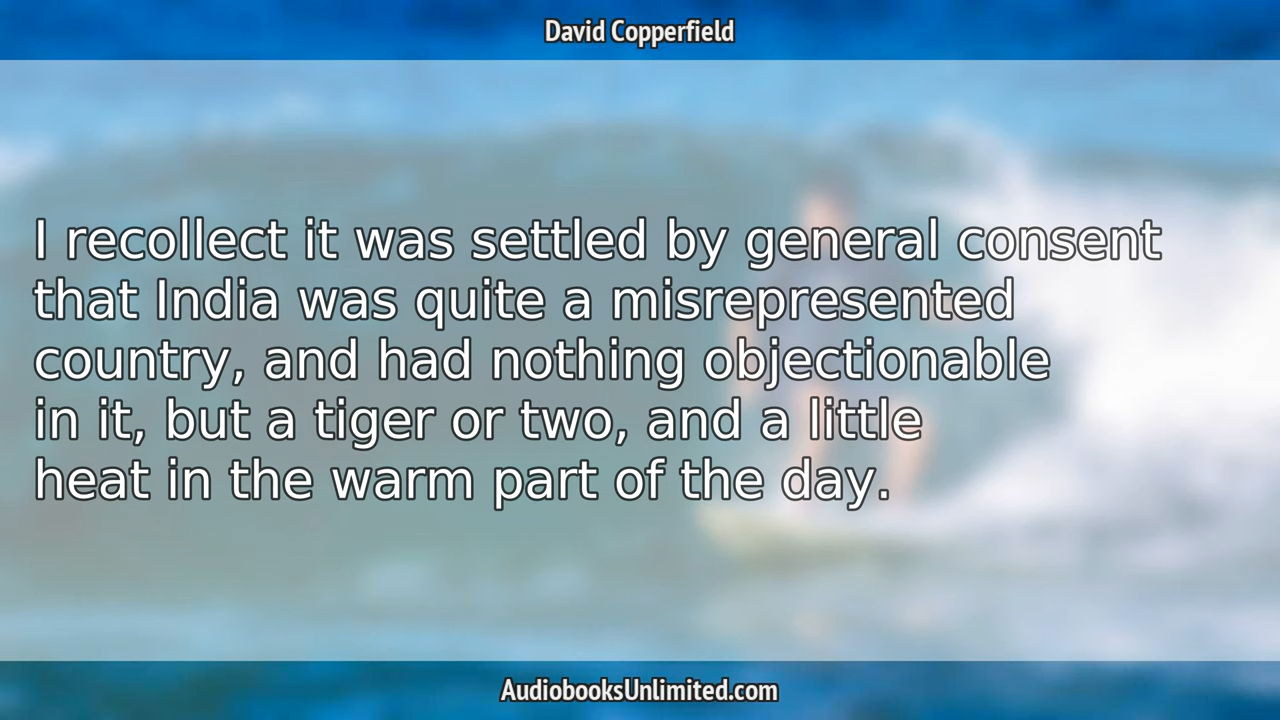 David Copperfield
I recollect it was settled by general consent
that India was quite a misrepresented
country, and had nothing objectionable
in it, but a tiger or two, and a little
heat in the warm part of the day.
AudiobooksUnlimited.com